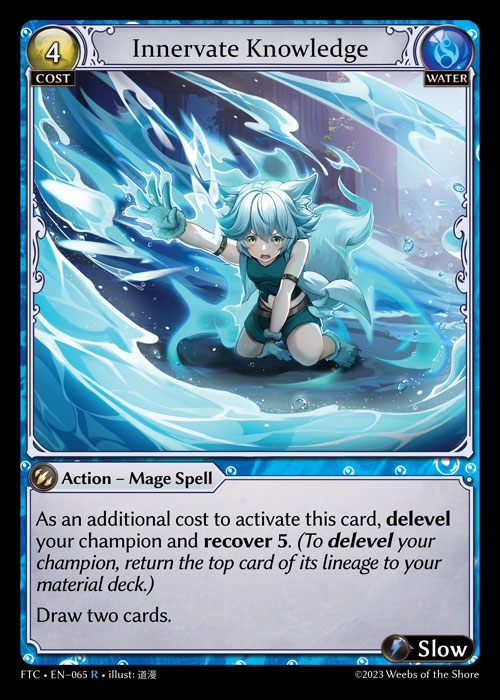 4
Innervate Knowledge
COST
WATER
Action – Mage Spell
As an additional cost to activate this card, delevel
your champion and recover 5. (To delevel your
champion, return the top card of its lineage to your
material deck.)
Draw two cards.
Slow
FTC • EN-065 R • illust: 道漫
©2023 Weebs of the Shore